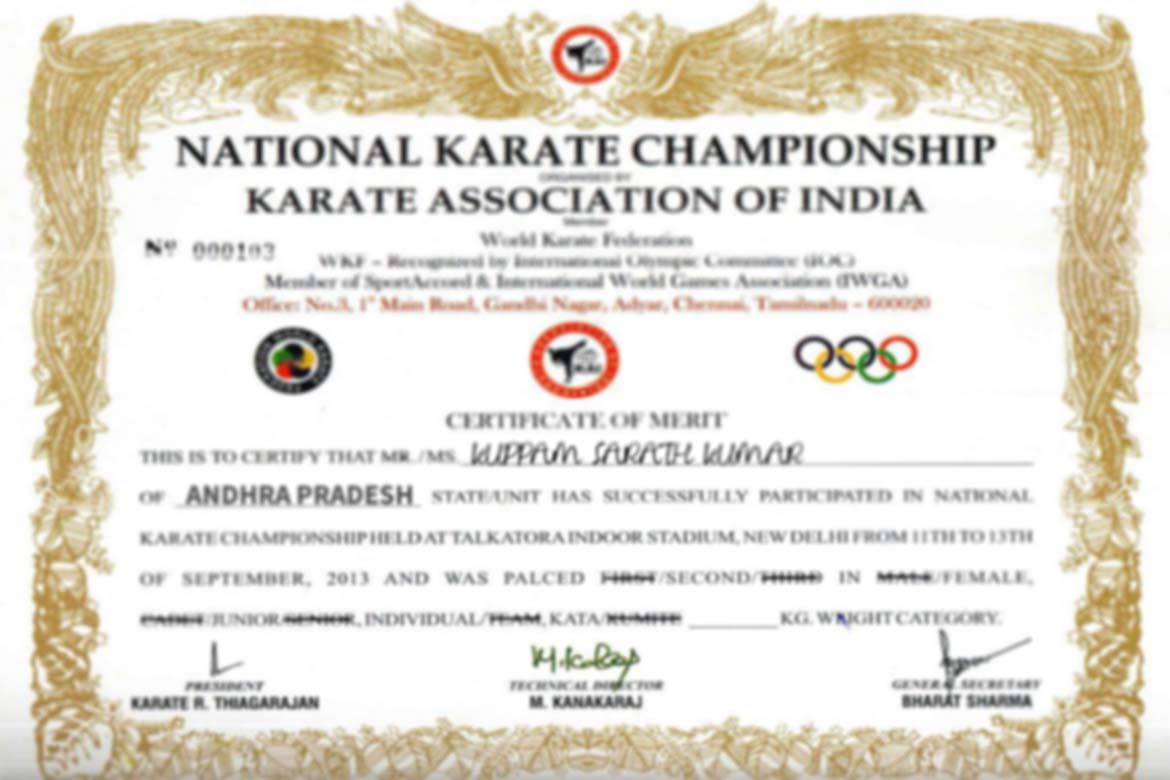 NATIONAL KARATE CHAMPIONSHIP
ORGANISED BY
KARATE ASSOCIATION OF INDIA
Member
World Karate Federation
Nº 000103
WKF – Recognized by International Olympic Committee (IOC)
Member of SportAccord & International World Games Association (IWGA)
Office: No.3, 1st Main Road, Gandhi Nagar, Adyar, Chennai, Tamilnadu – 600020
CERTIFICATE OF MERIT
THIS IS TO CERTIFY THAT MR./MS. KUPPAM SARATH KUMAR
OF ANDHRA PRADESH STATE/UNIT HAS SUCCESSFULLY PARTICIPATED IN NATIONAL
KARATE CHAMPIONSHIP HELD AT TALKATORA INDOOR STADIUM, NEW DELHI FROM 11TH TO 13TH
OF SEPTEMBER, 2013 AND WAS PALCED FIRST/SECOND/THIRD IN MALE/FEMALE,
CADET/JUNIOR/SENIOR, INDIVIDUAL/TEAM, KATA/KUMITE KG. WAIGHT CATEGORY.
M.Kanakaraj
PRESIDENT TECHNICAL DIRECTOR GENERAL SECRETARY
KARATE R. THIAGARAJAN M. KANAKARAJ BHARAT SHARMA